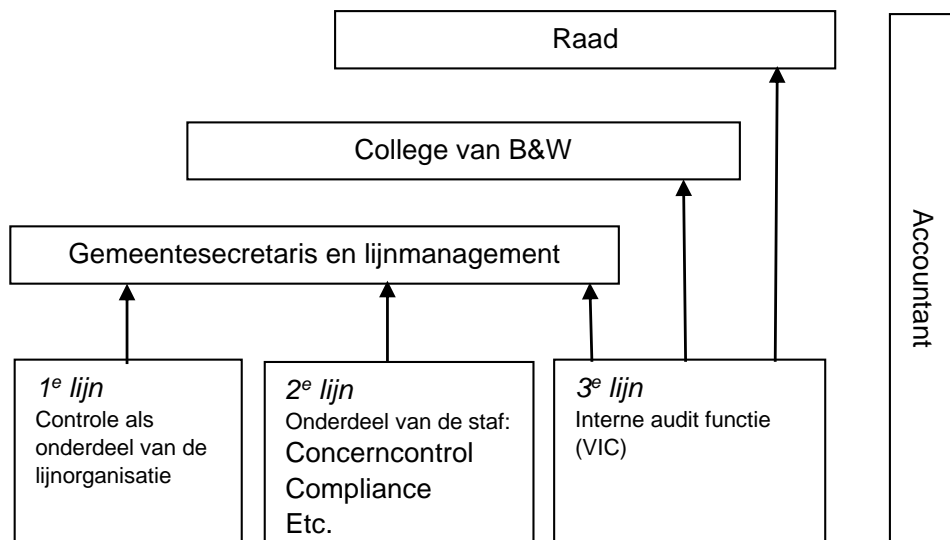 Raad
College van B&W
Gemeentesecretaris en lijnmanagement
1e lijn
Controle als
onderdeel van de
lijnorganisatie
2e lijn
Onderdeel van de staf:
Concerncontrol
Compliance
Etc.
3e lijn
Interne audit functie
(VIC)
Accountant